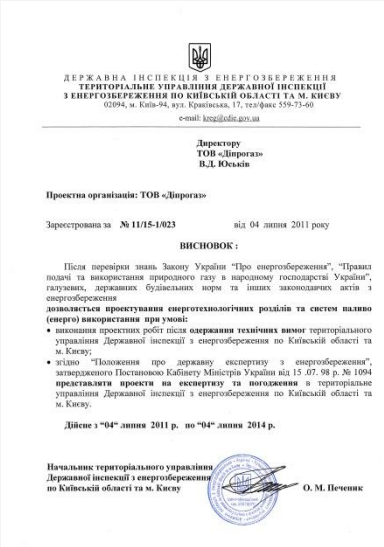 ДЕРЖАВНА ІНСПЕКЦІЯ З ЕНЕРГОЗБЕРЕЖЕННЯ
ТЕРИТОРІАЛЬНЕ УПРАВЛІННЯ ДЕРЖАВНОЇ ІНСПЕКЦІЇ
З ЕНЕРГОЗБЕРЕЖЕННЯ ПО КИЇВСЬКІЙ ОБЛАСТІ ТА М. КИЄВУ
02094, м. Київ-94, вул. Краківська, 17, тел/факс 559-73-60
e-mail: kreg@cdie.gov.ua
Директору
ТОВ «Діпрогаз»
В.Д. Юськів
Проектна організація: ТОВ «Діпрогаз»
Зареєстрована за № 11/15-1/023 від 04 липня 2011 року
ВИСНОВОК :
Після перевірки знань Закону України “Про енергозбереження”, “Правил
подачі та використання природного газу в народному господарстві України”,
галузевих, державних будівельних норм та інших законодавчих актів з
енергозбереження
дозволяється проектування енерготехнологічних розділів та систем паливо
(енерго) використання при умові:
• виконання проектних робіт після одержання технічних вимог територіального
управління Державної інспекції з енергозбереження по Київській області та
м. Києву;
• згідно “Положення про державну експертизу з енергозбереження”,
затвердженого Постановою Кабінету Міністрів України від 15 .07. 98 р. № 1094
представляти проекти на експертизу та погодження в територіальне
управління Державної інспекції з енергозбереження по Київській області та
м. Києву.
Дійсне з “04“ липня 2011 р. по “04“ липня 2014 р.
Начальник територіального управління
Державної інспекції з енергозбереження
по Київській області та м. Києву О. М. Печеник